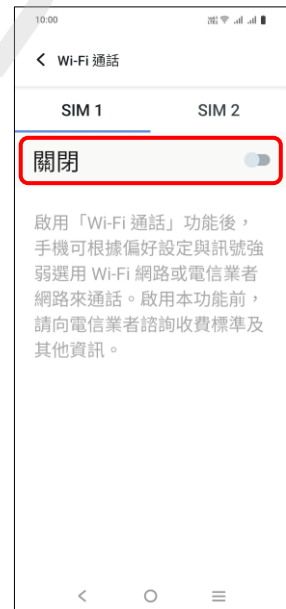 10:00
Wi-Fi 通話
SIM 1 SIM 2
關閉
啟用「Wi-Fi 通話」功能後，
手機可根據偏好設定與訊號強
弱選用 Wi-Fi 網路或電信業者
網路來通話。啟用本功能前，
請向電信業者諮詢收費標準及
其他資訊。